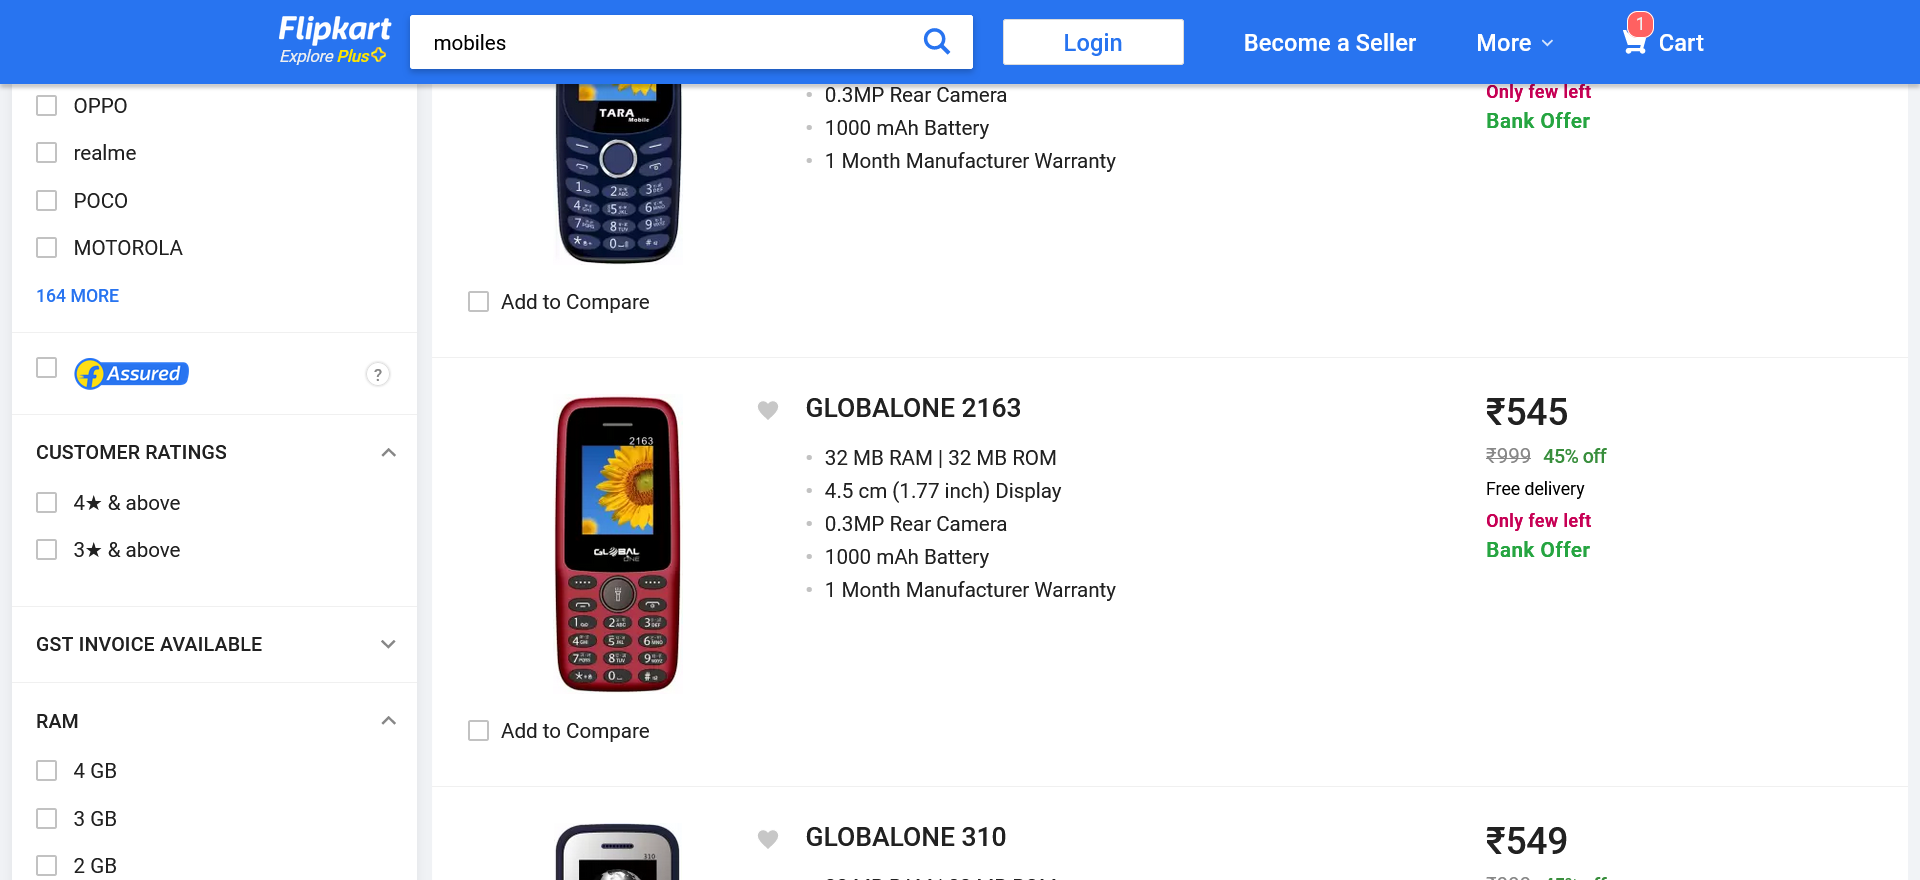 Flipkart
Explore Plus
mobiles
Login
Become a Seller
More
1
Cart
OPPO
realme
POCO
MOTOROLA
164 MORE
Assured
?
CUSTOMER RATINGS
4★ & above
3★ & above
GST INVOICE AVAILABLE
RAM
4 GB
3 GB
2 GB
TARA
Mobile
0.3MP Rear Camera
1000 mAh Battery
1 Month Manufacturer Warranty
Only few left
Bank Offer
Add to Compare
2163
GLOBAL
ONE
GLOBALONE 2163
32 MB RAM | 32 MB ROM
4.5 cm (1.77 inch) Display
0.3MP Rear Camera
1000 mAh Battery
1 Month Manufacturer Warranty
₹545
₹999 45% off
Free delivery
Only few left
Bank Offer
Add to Compare
310
GLOBALONE 310
₹549